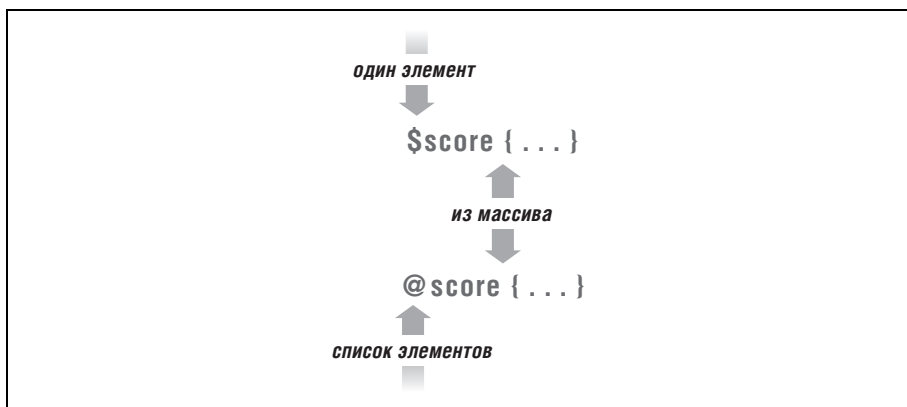 один элемент
$score { . . . }
из массива
@score { . . . }
список элементов